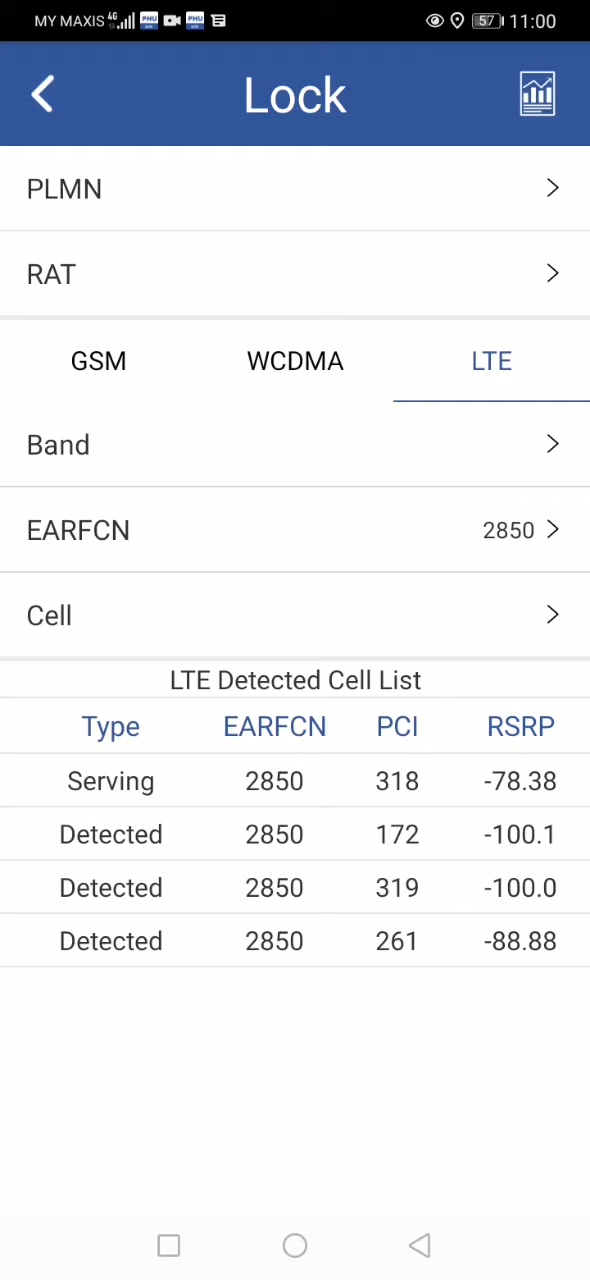 MY MAXIS 4G PHU PHU 57 11:00
Lock
PLMN
RAT
GSM WCDMA LTE
Band
EARFCN 2850
Cell
LTE Detected Cell List
Type EARFCN PCI RSRP
Serving 2850 318 -78.38
Detected 2850 172 -100.1
Detected 2850 319 -100.0
Detected 2850 261 -88.88